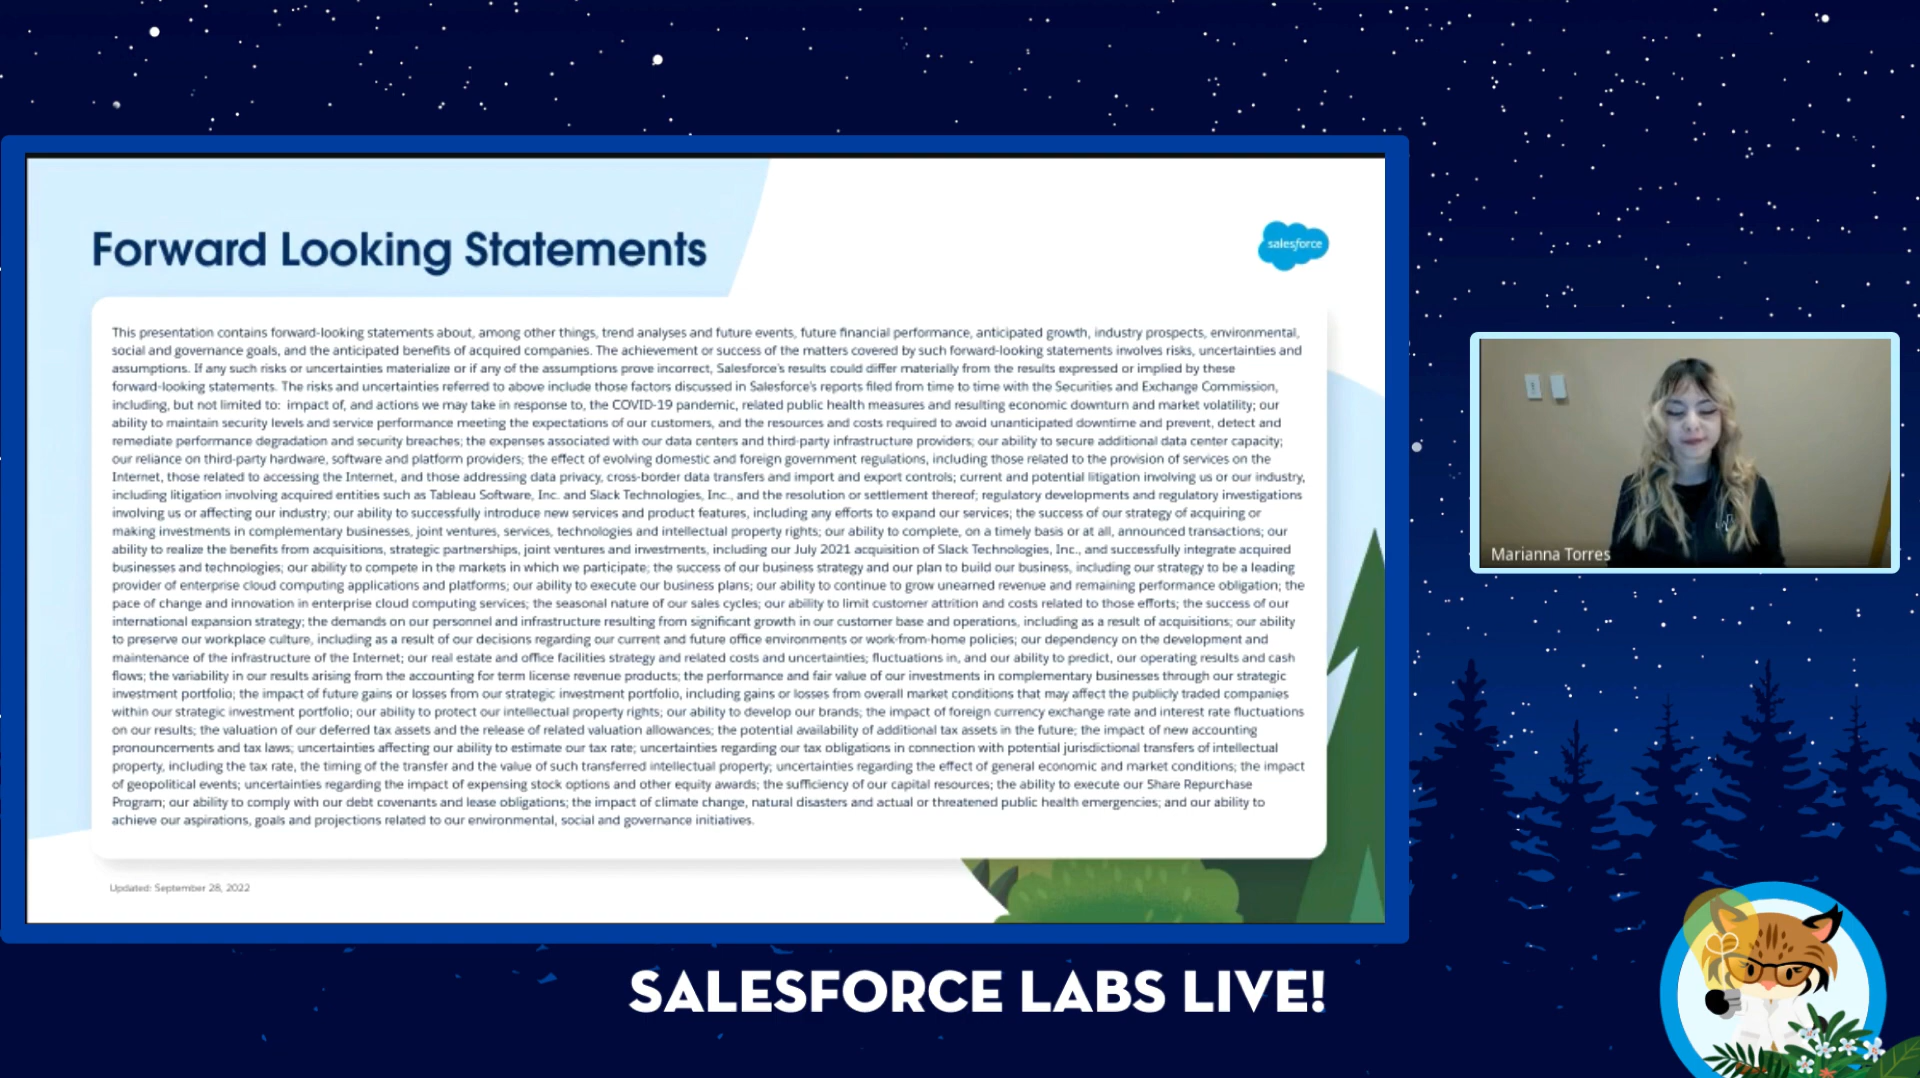 Forward Looking Statements
salesforce
This presentation contains forward-looking statements about, among other things, trend analyses and future events, future financial performance, anticipated growth, industry prospects, environmental,
social and governance goals, and the anticipated benefits of acquired companies. The achievement or success of the matters covered by such forward-looking statements involves risks, uncertainties and
assumptions. If any such risks or uncertainties materialize or if any of the assumptions prove incorrect, Salesforce's results could differ materially from the results expressed or implied by these
forward-looking statements. The risks and uncertainties referred to above include those factors discussed in Salesforce's reports filed from time to time with the Securities and Exchange Commission,
including, but not limited to: impact of, and actions we may take in response to, the COVID-19 pandemic, related public health measures and resulting economic downturn and market volatility; our
ability to maintain security levels and service performance meeting the expectations of our customers, and the resources and costs required to avoid unanticipated downtime and prevent, detect and
remediate performance degradation and security breaches; the expenses associated with our data centers and third-party infrastructure providers; our ability to secure additional data center capacity;
our reliance on third-party hardware, software and platform providers; the effect of evolving domestic and foreign government regulations, including those related to the provision of services on the
Internet, those related to accessing the Internet, and those addressing data privacy, cross-border data transfers and import and export controls; current and potential litigation involving us or our industry,
including litigation involving acquired entities such as Tableau Software, Inc. and Slack Technologies, Inc., and the resolution or settlement thereof; regulatory developments and regulatory investigations
involving us or affecting our industry; our ability to successfully introduce new services and product features, including any efforts to expand our services; the success of our strategy of acquiring or
making investments in complementary businesses, joint ventures, services, technologies and intellectual property rights; our ability to complete, on a timely basis or at all, announced transactions; our
ability to realize the benefits from acquisitions, strategic partnerships, joint ventures and investments, including our July 2021 acquisition of Slack Technologies, Inc., and successfully integrate acquired
businesses and technologies; our ability to compete in the markets in which we participate; the success of our business strategy and our plan to build our business, including our strategy to be a leading
provider of enterprise cloud computing applications and platforms; our ability to execute our business plans; our ability to continue to grow unearned revenue and remaining performance obligation; the
pace of change and innovation in enterprise cloud computing services; the seasonal nature of our sales cycles; our ability to limit customer attrition and costs related to those efforts; the success of our
international expansion strategy; the demands on our personnel and infrastructure resulting from significant growth in our customer base and operations, including as a result of acquisitions; our ability
to preserve our workplace culture, including as a result of our decisions regarding our current and future office environments or work-from-home policies; our dependency on the development and
maintenance of the infrastructure of the Internet; our real estate and office facilities strategy and related costs and uncertainties; fluctuations in, and our ability to predict, our operating results and cash
flows; the variability in our results arising from the accounting for term license revenue products; the performance and fair value of our investments in complementary businesses through our strategic
investment portfolio; the impact of future gains or losses from our strategic investment portfolio, including gains or losses from overall market conditions that may affect the publicly traded companies
within our strategic investment portfolio; our ability to protect our intellectual property rights; our ability to develop our brands; the impact of foreign currency exchange rate and interest rate fluctuations
on our results; the valuation of our deferred tax assets and the release of related valuation allowances; the potential availability of additional tax assets in the future; the impact of new accounting
pronouncements and tax laws; uncertainties affecting our ability to estimate our tax rate; uncertainties regarding our tax obligations in connection with potential jurisdictional transfers of intellectual
property, including the tax rate, the timing of the transfer and the value of such transferred intellectual property; uncertainties regarding the effect of general economic and market conditions; the impact
of geopolitical events; uncertainties regarding the impact of expensing stock options and other equity awards; the sufficiency of our capital resources; the ability to execute our Share Repurchase
Program; our ability to comply with our debt covenants and lease obligations; the impact of climate change, natural disasters and actual or threatened public health emergencies; and our ability to
achieve our aspirations, goals and projections related to our environmental, social and governance initiatives.
Updated: September 28, 2022
Marianna Torres
SALESFORCE LABS LIVE!